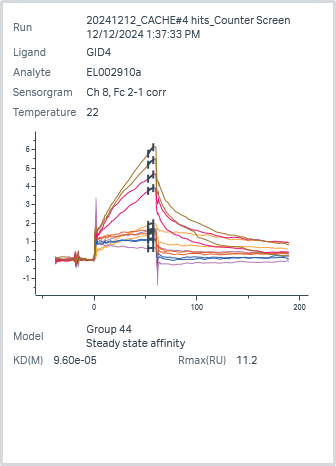 Run 20241212_CACHE#4 hits_Counter Screen
12/12/2024 1:37:33 PM
Ligand GID4
Analyte EL002910a
Sensorgram Ch 8, Fc 2-1 corr
Temperature 22
6
5
4
3
2
1
0
-1
0 100 200
Model Group 44
Steady state affinity
KD(M) 9.60e-05 Rmax(RU) 11.2